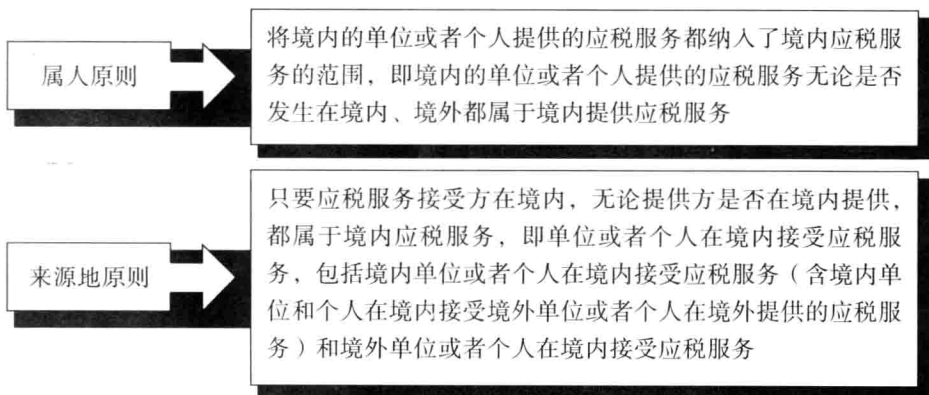 属人原则
将境内的单位或者个人提供的应税服务都纳入了境内应税服
务的范围，即境内的单位或者个人提供的应税服务无论是否
发生在境内、境外都属于境内提供应税服务
来源地原则
只要应税服务接受方在境内，无论提供方是否在境内提供，
都属于境内应税服务，即单位或者个人在境内接受应税服
务，包括境内单位或者个人在境内接受应税服务（含境内单
位和个人在境内接受境外单位或者个人在境外提供的应税服
务）和境外单位或者个人在境内接受应税服务